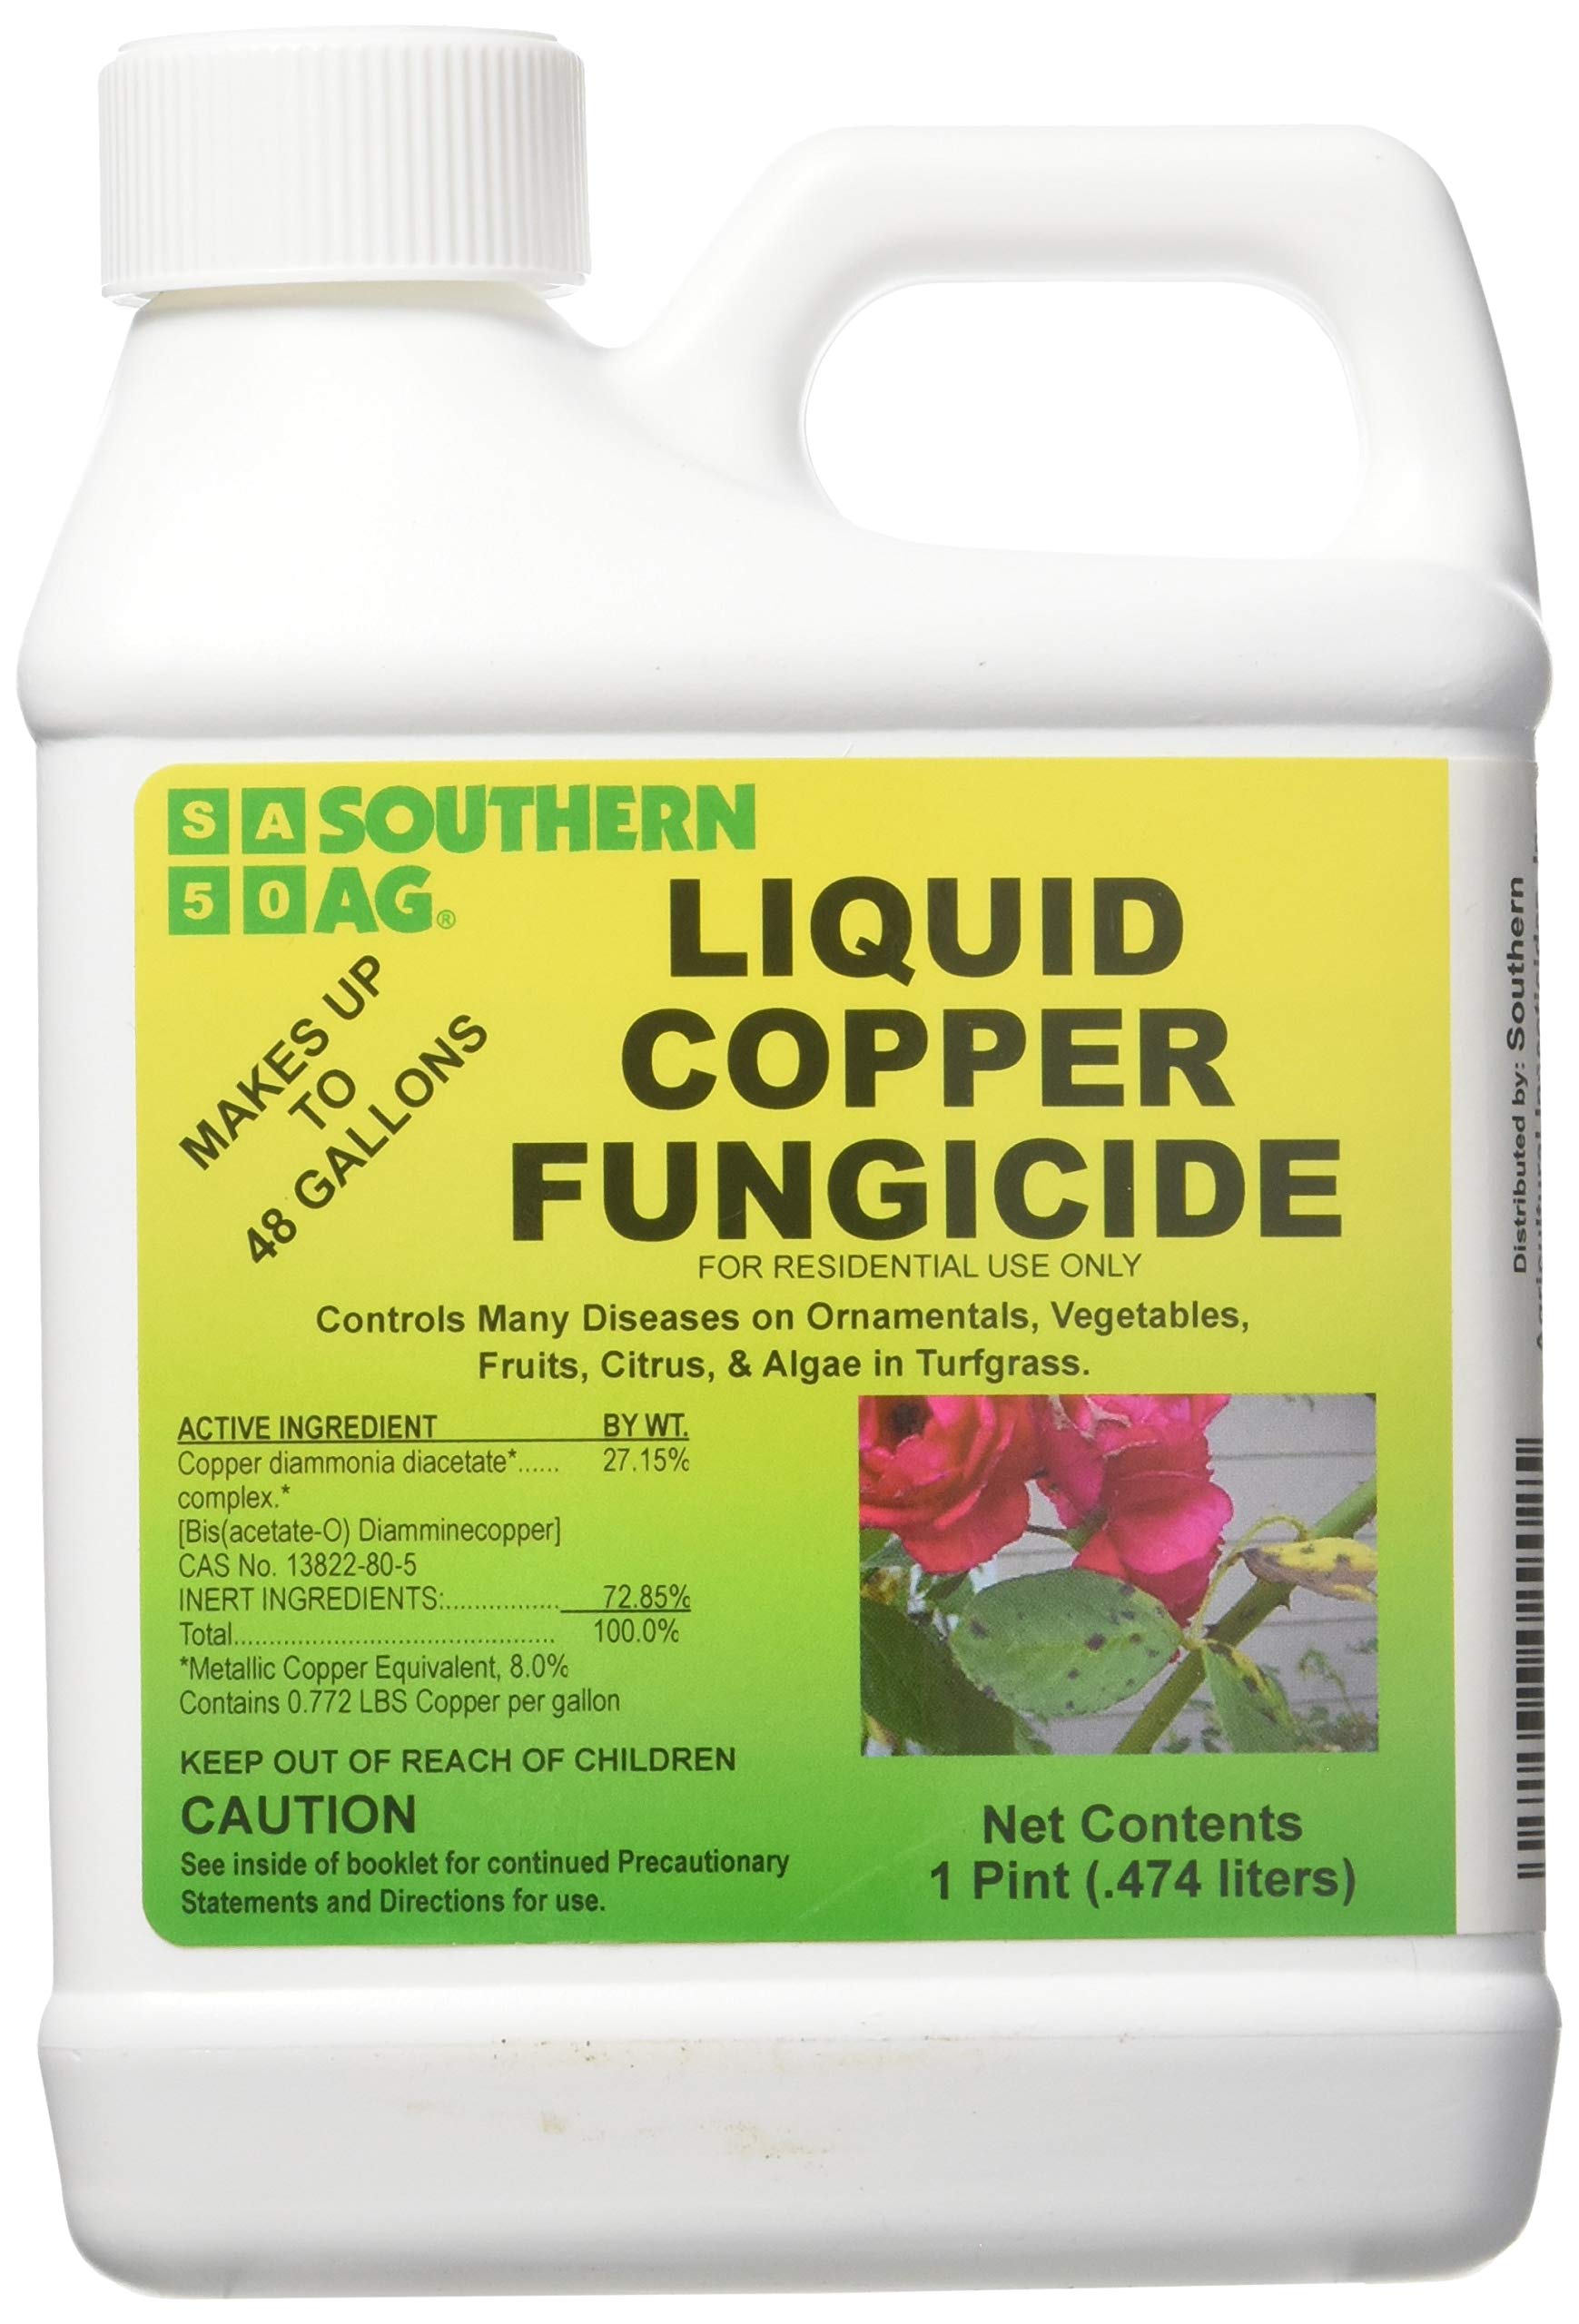 SA SOUTHERN
50 AG®
MAKES UP
TO
48 GALLONS
LIQUID
COPPER
FUNGICIDE
FOR RESIDENTIAL USE ONLY
Controls Many Diseases on Ornamentals, Vegetables,
Fruits, Citrus, & Algae in Turfgrass.
ACTIVE INGREDIENT BY WT.
Copper diammonia diacetate*...... 27.15%
complex.*
[Bis(acetate-O) Diamminecopper]
CAS No. 13822-80-5
INERT INGREDIENTS:................ 72.85%
Total.............................................. 100.0%
*Metallic Copper Equivalent, 8.0%
Contains 0.772 LBS Copper per gallon
KEEP OUT OF REACH OF CHILDREN
CAUTION
See inside of booklet for continued Precautionary
Statements and Directions for use.
Net Contents
1 Pint (.474 liters)
Distributed by: Southern